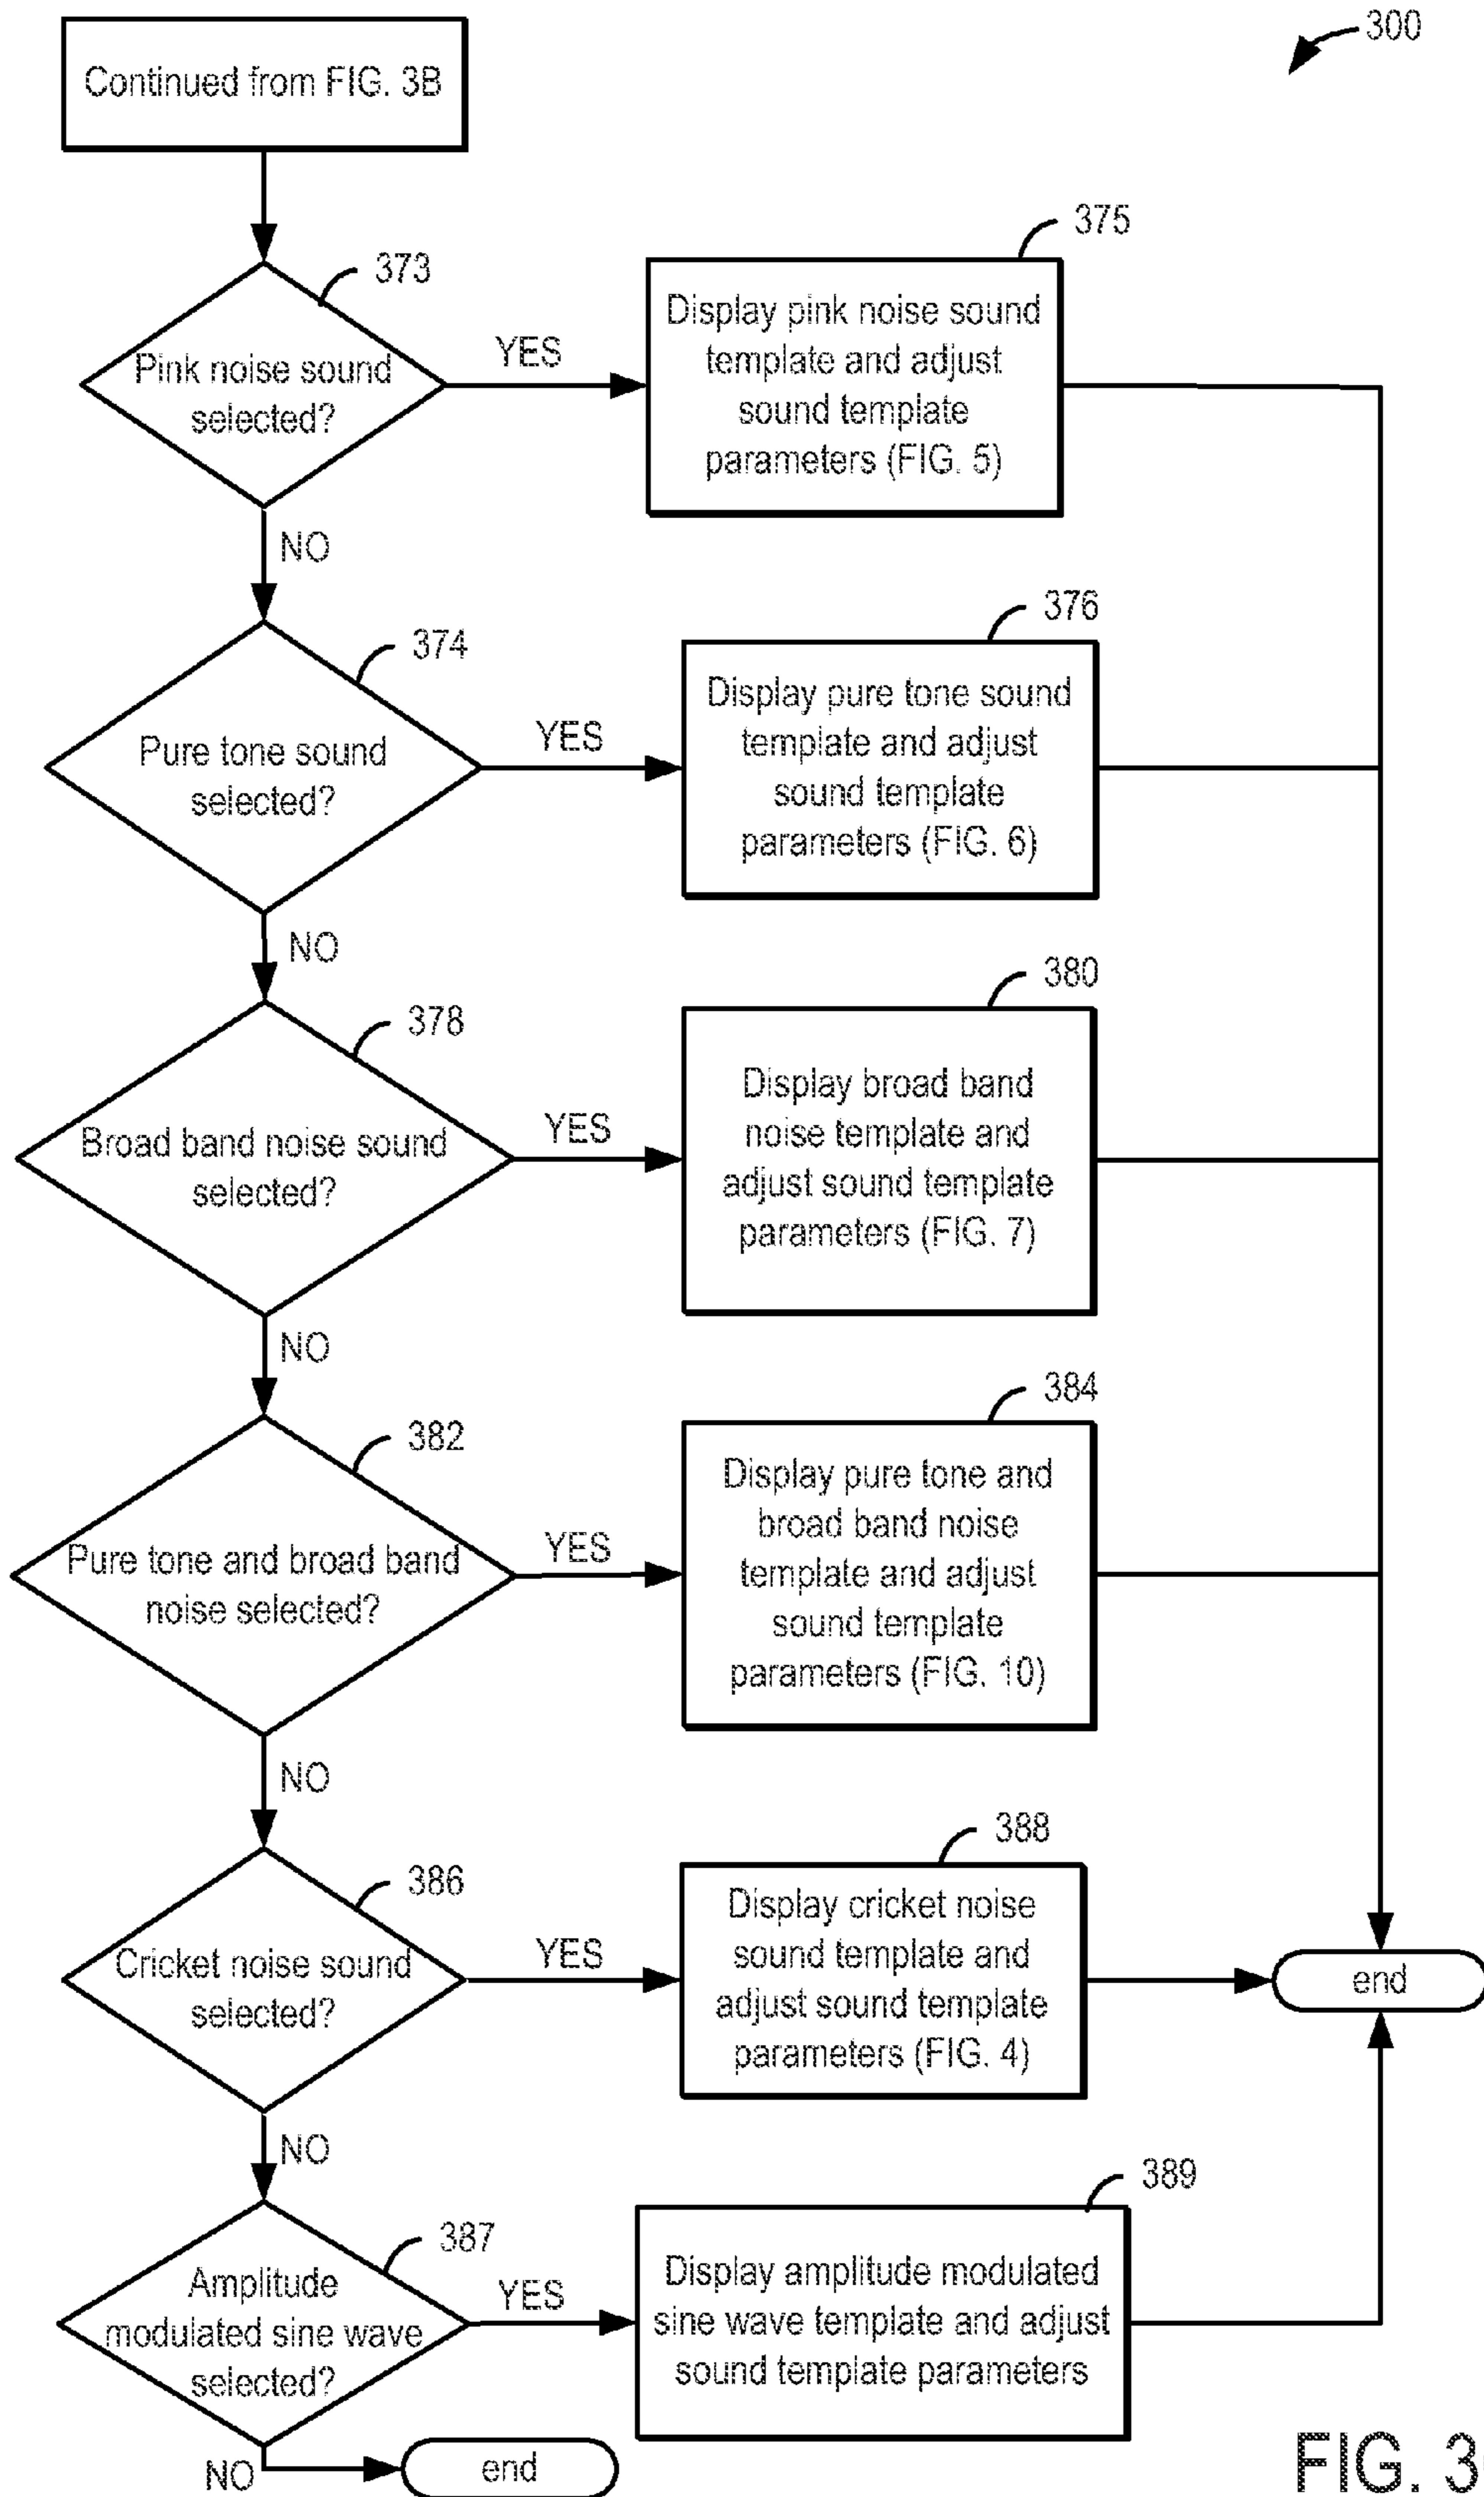 300
Continued from FIG. 3B
373
Pink noise sound
selected?
YES
375
Display pink noise sound
template and adjust
sound template
parameters (FIG. 5)
NO
374
Pure tone sound
selected?
YES
376
Display pure tone sound
template and adjust
sound template
parameters (FIG. 6)
NO
378
Broad band noise sound
selected?
YES
380
Display broad band
noise template and
adjust sound template
parameters (FIG. 7)
NO
382
Pure tone and broad band
noise selected?
YES
384
Display pure tone and
broad band noise
template and adjust
sound template
parameters (FIG. 10)
NO
386
Cricket noise sound
selected?
YES
388
Display cricket noise
sound template and
adjust sound template
parameters (FIG. 4)
end
NO
387
Amplitude
modulated sine wave
selected?
YES
389
Display amplitude modulated
sine wave template and adjust
sound template parameters
NO
end
FIG. 3